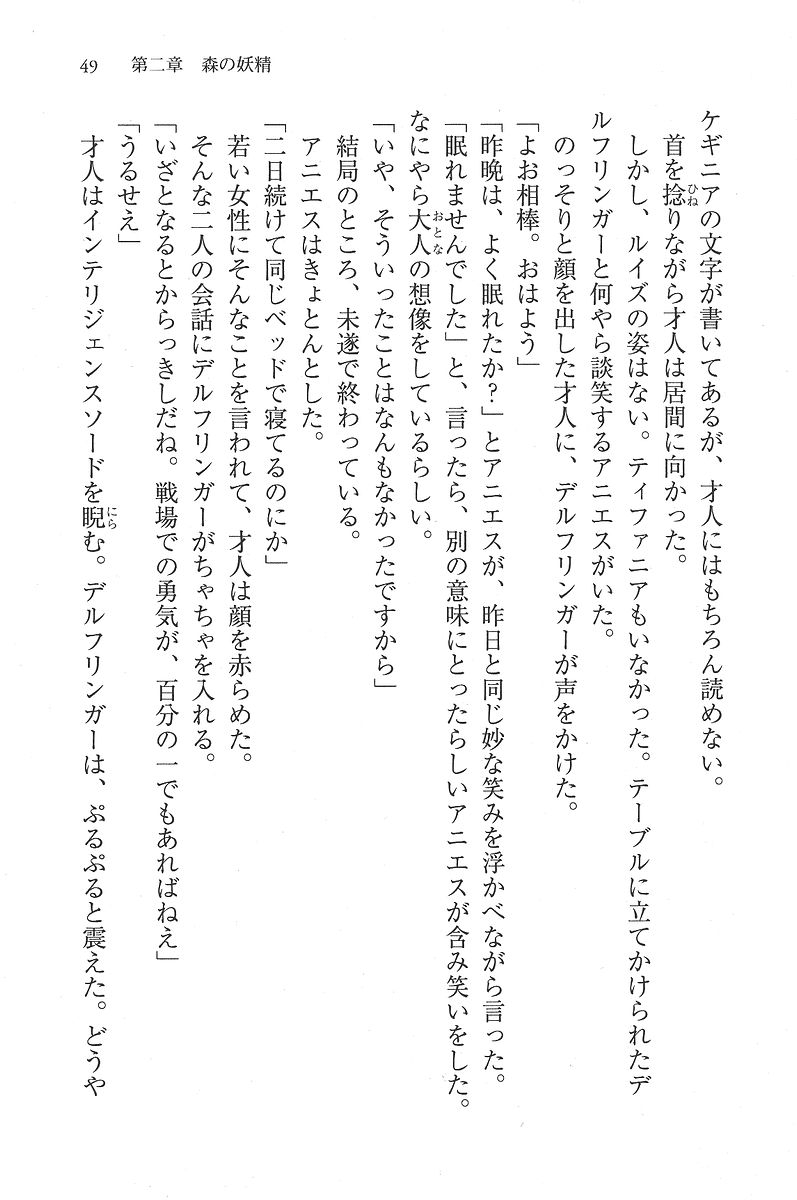 49　第二章　森の妖精
ケギニアの文字が書いてあるが、才人にはもちろん読めない。
首を捻りながら才人は居間に向かった。
しかし、ルイズの姿はない。ティファニアもいなかった。テーブルに立てかけられたデ
ルフリンガーと何やら談笑するアニエスがいた。
のっそりと顔を出した才人に、デルフリンガーが声をかけた。
「よお相棒。おはよう」
「昨晩は、よく眠れたか？」とアニエスが、昨日と同じ妙な笑みを浮かべながら言った。
「眠れませんでした」と、言ったら、別の意味にとったらしいアニエスが含み笑いをした。
なにやら大人の想像をしているらしい。
「いや、そういったことはなんもなかったですから」
結局のところ、未遂で終わっている。
アニエスはきょとんとした。
「二日続けて同じベッドで寝てるのにか」
若い女性にそんなことを言われて、才人は顔を赤らめた。
そんな二人の会話にデルフリンガーがちゃちゃを入れる。
「いざとなるとからっきしだね。戦場での勇気が、百分の一でもあればねえ」
「うるせえ」
才人はインテリジェンスソードを睨む。デルフリンガーは、ぷるぷると震えた。どうや